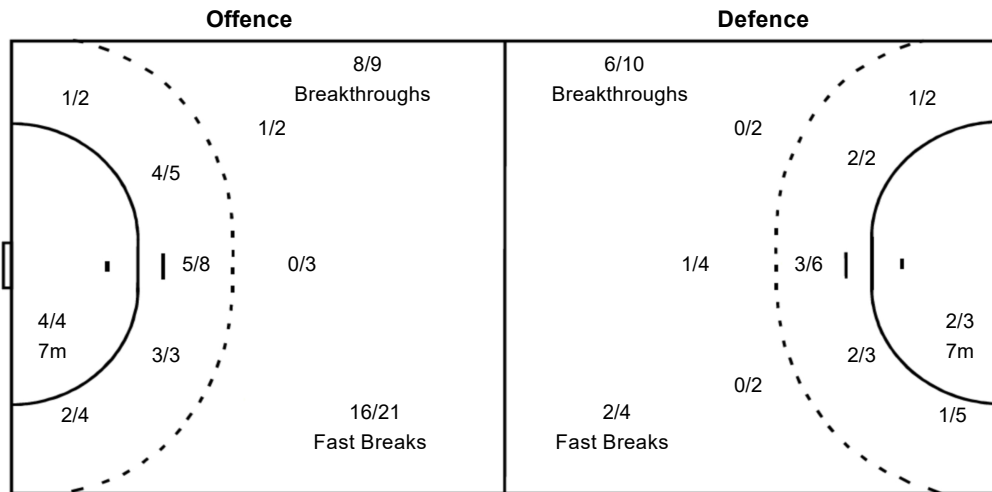 Offence
Defence
8/9
Breakthroughs
6/10
Breakthroughs
1/2
1/2
1/2
0/2
4/5
2/2
5/8
0/3
1/4
3/6
4/4
7m
2/3
7m
3/3
2/3
0/2
2/4
16/21
Fast Breaks
2/4
Fast Breaks
1/5